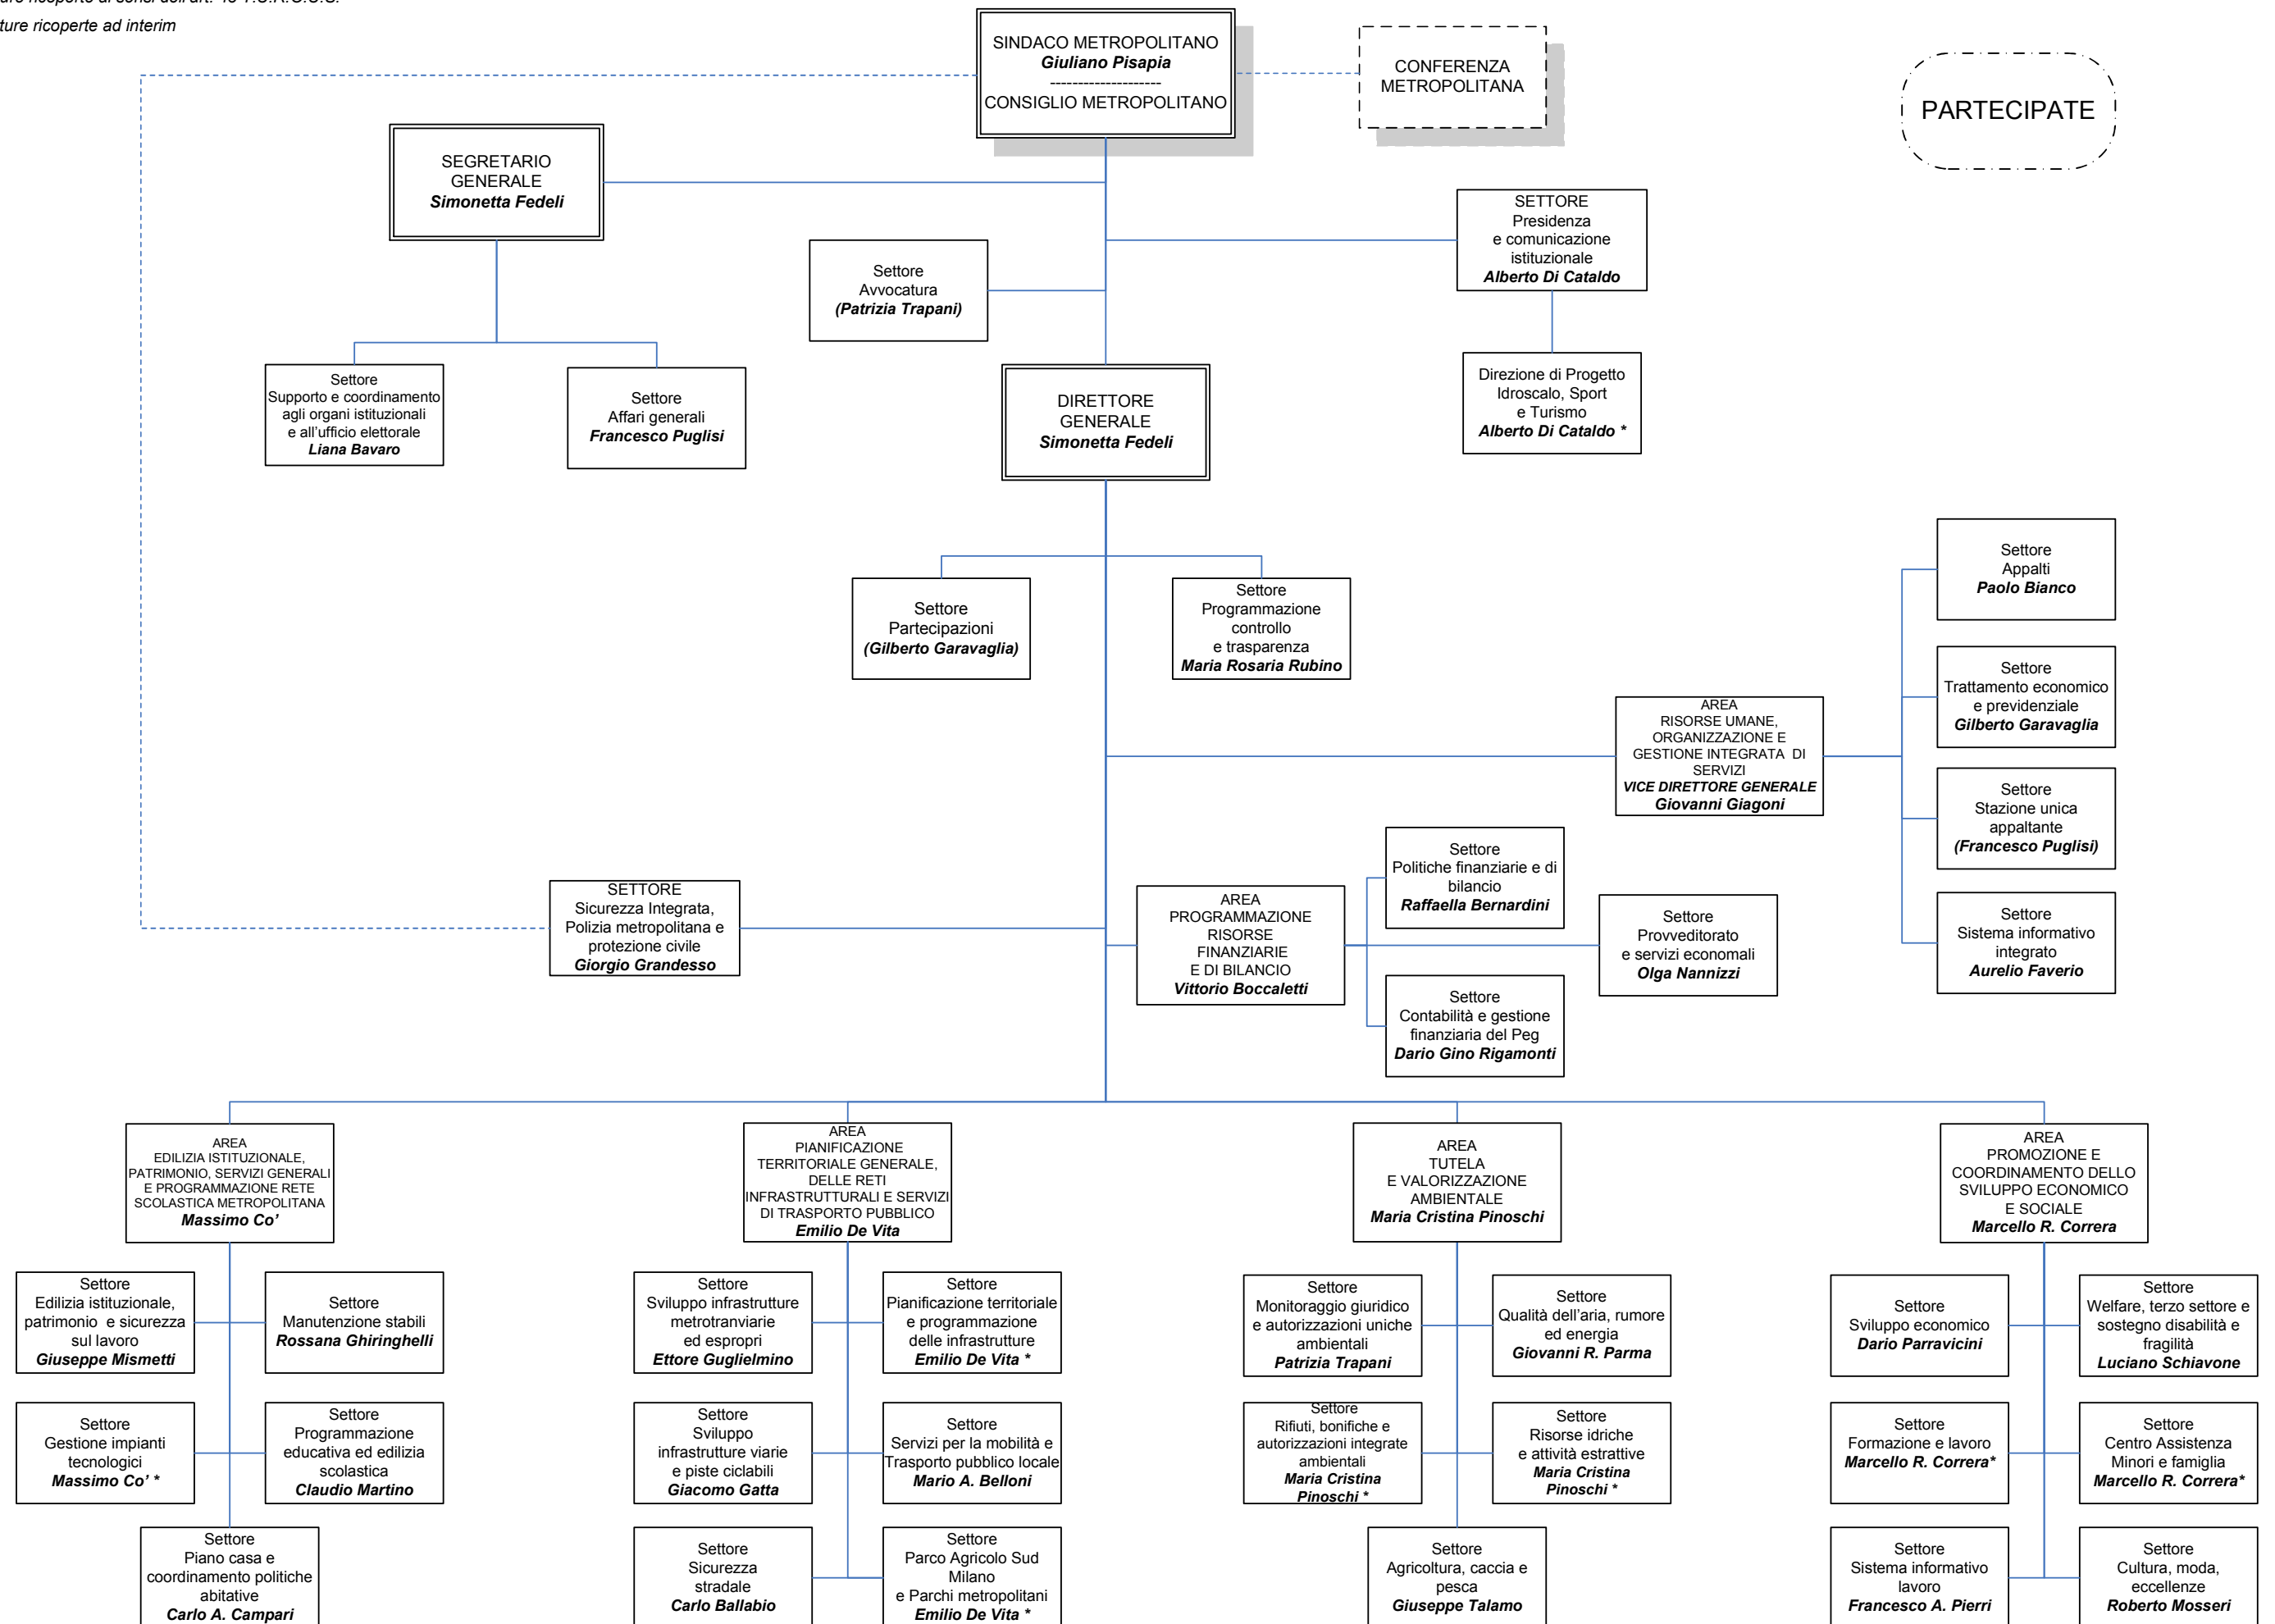 ture ricoperte ad interim
SINDACO METROPOLITANO
Giuliano Pisapia
--------------------
CONSIGLIO METROPOLITANO
CONFERENZA
METROPOLITANA
PARTECIPATE
SEGRETARIO
GENERALE
Simonetta Fedeli
SETTORE
Presidenza
e comunicazione
istituzionale
Alberto Di Cataldo
Settore
Avvocatura
(Patrizia Trapani)
Settore
Supporto e coordinamento
agli organi istituzionali
e all'ufficio elettorale
Liana Bavaro
Settore
Affari generali
Francesco Puglisi
DIRETTORE
GENERALE
Simonetta Fedeli
Direzione di Progetto
Idroscalo, Sport
e Turismo
Alberto Di Cataldo *
Settore
Partecipazioni
(Gilberto Garavaglia)
Settore
Programmazione
controllo
e trasparenza
Maria Rosaria Rubino
Settore
Appalti
Paolo Bianco
Settore
Trattamento economico
e previdenziale
Gilberto Garavaglia
AREA
RISORSE UMANE,
ORGANIZZAZIONE E
GESTIONE INTEGRATA DI
SERVIZI
VICE DIRETTORE GENERALE
Giovanni Giagoni
Settore
Stazione unica
appaltante
(Francesco Puglisi)
Settore
Sistema informativo
integrato
Aurelio Faverio
SETTORE
Sicurezza Integrata,
Polizia metropolitana e
protezione civile
Giorgio Grandesso
AREA
PROGRAMMAZIONE
RISORSE
FINANZIARIE
E DI BILANCIO
Vittorio Boccaletti
Settore
Politiche finanziarie e di
bilancio
Raffaella Bernardini
Settore
Provveditorato
e servizi economali
Olga Nannizzi
Settore
Contabilità e gestione
finanziaria del Peg
Dario Gino Rigamonti
AREA
EDILIZIA ISTITUZIONALE,
PATRIMONIO, SERVIZI GENERALI
E PROGRAMMAZIONE RETE
SCOLASTICA METROPOLITANA
Massimo Co'
AREA
PIANIFICAZIONE
TERRITORIALE GENERALE,
DELLE RETI
INFRASTRUTTURALI E SERVIZI
DI TRASPORTO PUBBLICO
Emilio De Vita
AREA
TUTELA
E VALORIZZAZIONE
AMBIENTALE
Maria Cristina Pinoschi
AREA
PROMOZIONE E
COORDINAMENTO DELLO
SVILUPPO ECONOMICO
E SOCIALE
Marcello R. Correra
Settore
Edilizia istituzionale,
patrimonio e sicurezza
sul lavoro
Giuseppe Mismetti
Settore
Manutenzione stabili
Rossana Ghiringhelli
Settore
Gestione impianti
tecnologici
Massimo Co' *
Settore
Programmazione
educativa ed edilizia
scolastica
Claudio Martino
Settore
Piano casa e
coordinamento politiche
abitative
Carlo A. Campari
Settore
Sviluppo infrastrutture
metrotranviarie
ed espropri
Ettore Guglielmino
Settore
Pianificazione territoriale
e programmazione
delle infrastrutture
Emilio De Vita *
Settore
Sviluppo
infrastrutture viarie
e piste ciclabili
Giacomo Gatta
Settore
Servizi per la mobilità e
Trasporto pubblico locale
Mario A. Belloni
Settore
Sicurezza
stradale
Carlo Ballabio
Settore
Parco Agricolo Sud
Milano
e Parchi metropolitani
Emilio De Vita *
Settore
Monitoraggio giuridico
e autorizzazioni uniche
ambientali
Patrizia Trapani
Settore
Qualità dell'aria, rumore
ed energia
Giovanni R. Parma
Settore
Rifiuti, bonifiche e
autorizzazioni integrate
ambientali
Maria Cristina
Pinoschi *
Settore
Risorse idriche
e attività estrattive
Maria Cristina
Pinoschi *
Settore
Agricoltura, caccia e
pesca
Giuseppe Talamo
Settore
Sviluppo economico
Dario Parravicini
Settore
Welfare, terzo settore e
sostegno disabilità e
fragilità
Luciano Schiavone
Settore
Formazione e lavoro
Marcello R. Correra*
Settore
Centro Assistenza
Minori e famiglia
Marcello R. Correra*
Settore
Sistema informativo
lavoro
Francesco A. Pierri
Settore
Cultura, moda,
eccellenze
Roberto Mosseri